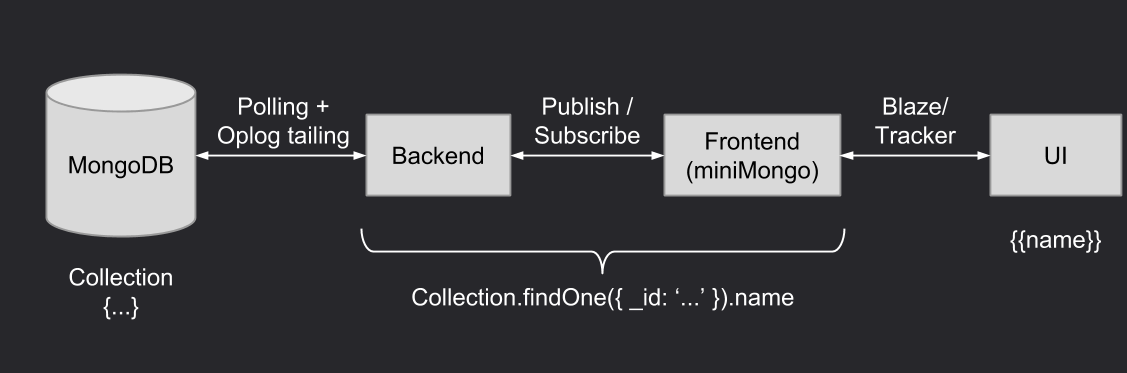 Polling +
Oplog tailing
Publish /
Subscribe
Blaze/
Tracker
MongoDB
Backend
Frontend
(miniMongo)
UI
{{name}}
Collection
{...}
Collection.findOne({ _id: ‘...’ }).name